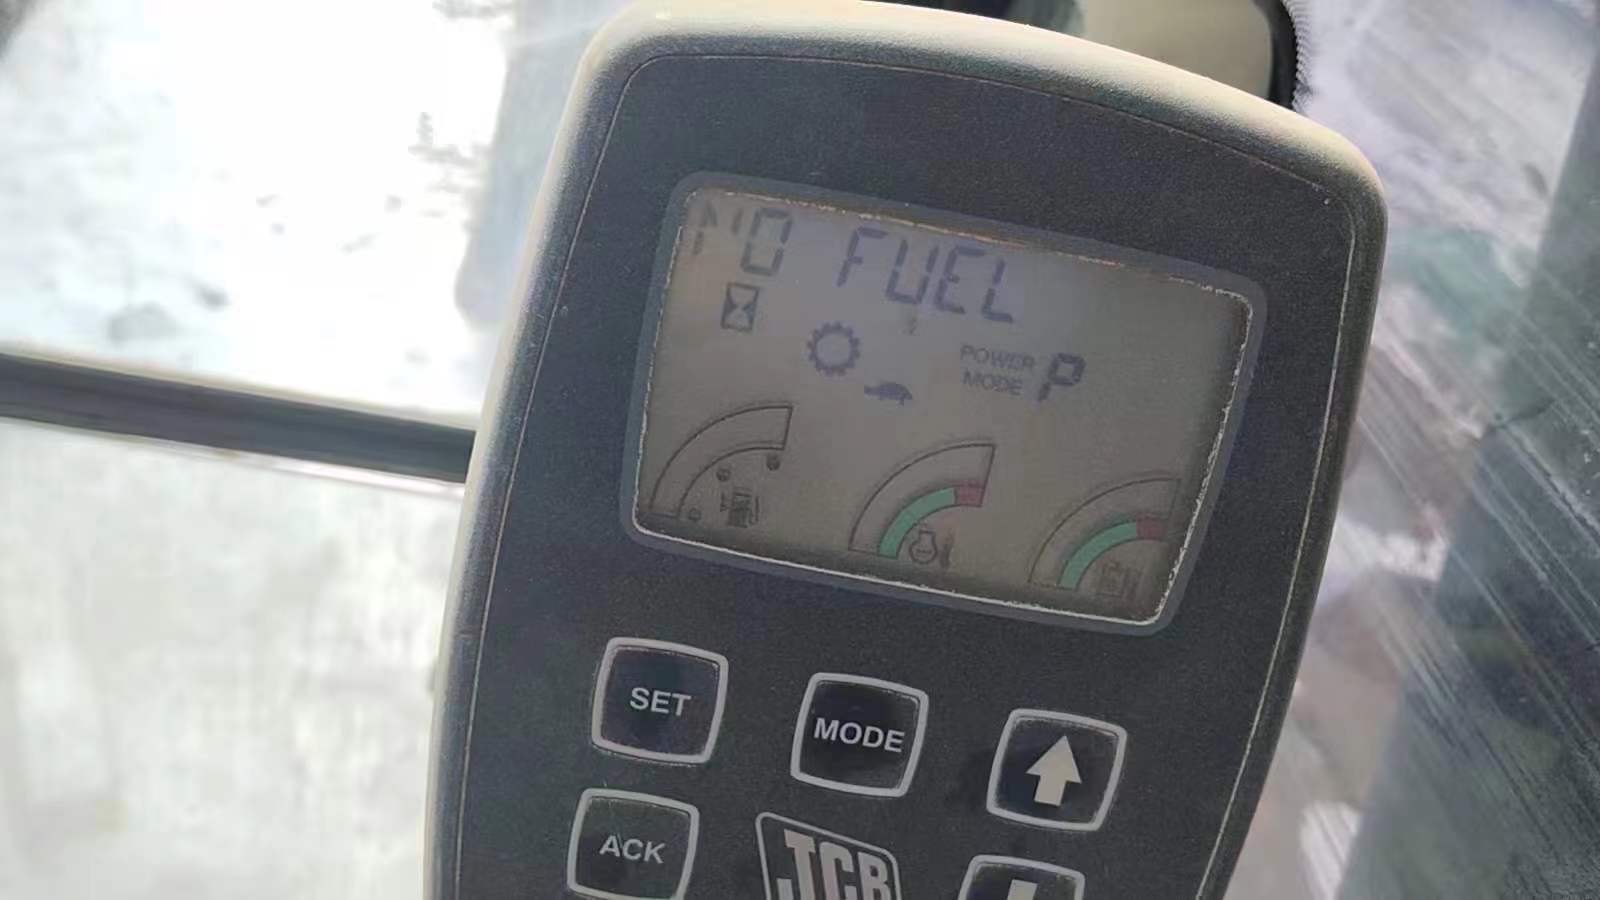 NO FUEL
POWER
MODE P
SET
MODE
ACK
JCB